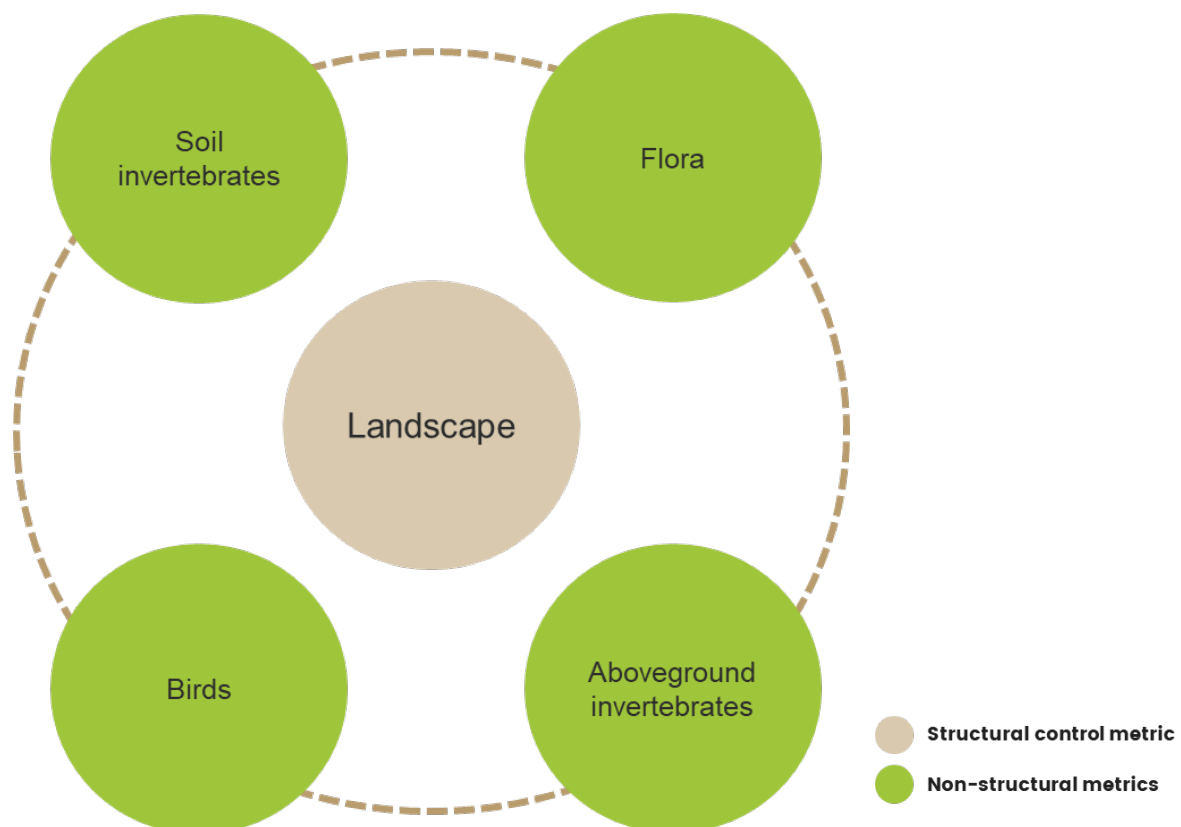 Soil
invertebrates
Flora
Landscape
Birds
Aboveground
invertebrates
Structural control metric
Non-structural metrics